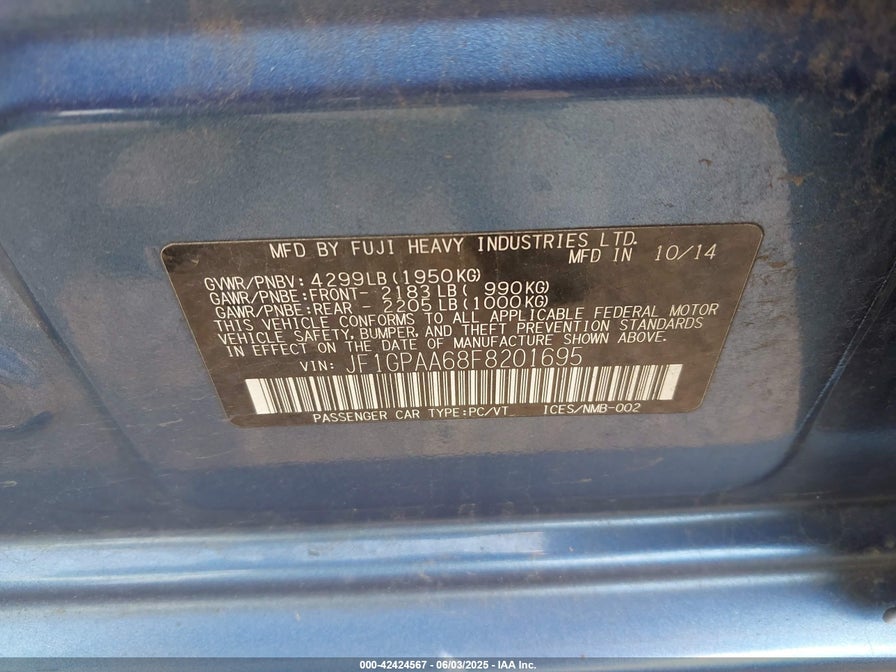 MFD BY FUJI HEAVY INDUSTRIES LTD.
MFD IN 10/14
GVWR/PNBV: 4299LB(1950KG)
GAWR/PNBE:FRONT- 2183LB( 990KG)
GAWR/PNBE:REAR - 2205LB(1000KG)
THIS VEHICLE CONFORMS TO ALL APPLICABLE FEDERAL MOTOR
VEHICLE SAFETY, BUMPER, AND THEFT PREVENTION STANDARDS
IN EFFECT ON THE DATE OF MANUFACTURE SHOWN ABOVE.
VIN: JF1GPAA68F8201695
PASSENGER CAR TYPE:PC/VT ICES/NMB-002
000-42424567 - 06/03/2025 - IAA Inc.